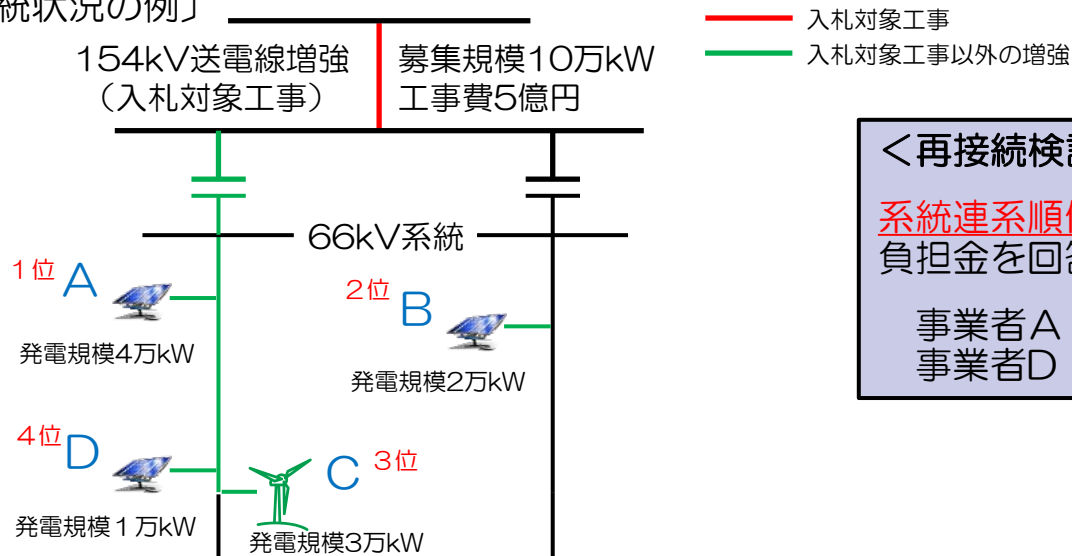 統状況の例〕
入札対象工事
入札対象工事以外の増強
154kV送電線増強
（入札対象工事）
募集規模10万kW
工事費5億円
＜再接続検
系統連系順
負担金を回
事業者A
事業者D
66kV系統
1位 A
発電規模4万kW
2位 B
発電規模2万kW
4位 D
発電規模１万kW
C 3位
発電規模3万kW